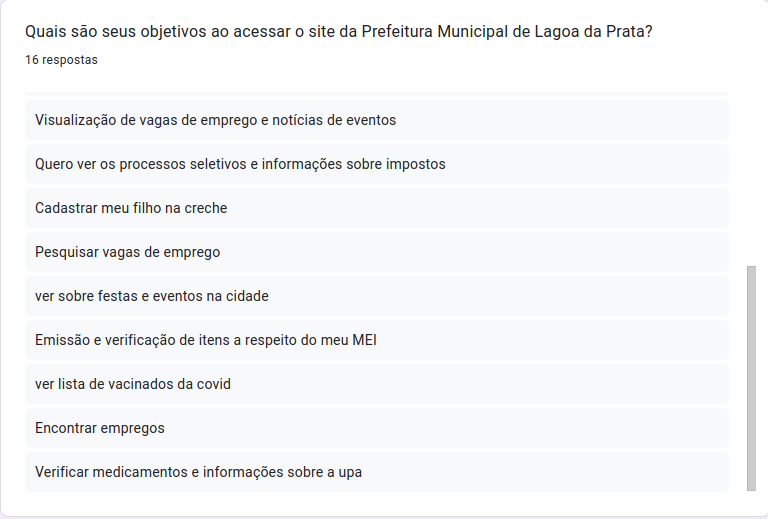 Quais são seus objetivos ao acessar o site da Prefeitura Municipal de Lagoa da Prata?
16 respostas
Visualização de vagas de emprego e notícias de eventos
Quero ver os processos seletivos e informações sobre impostos
Cadastrar meu filho na creche
Pesquisar vagas de emprego
ver sobre festas e eventos na cidade
Emissão e verificação de itens a respeito do meu MEI
ver lista de vacinados da covid
Encontrar empregos
Verificar medicamentos e informações sobre a upa